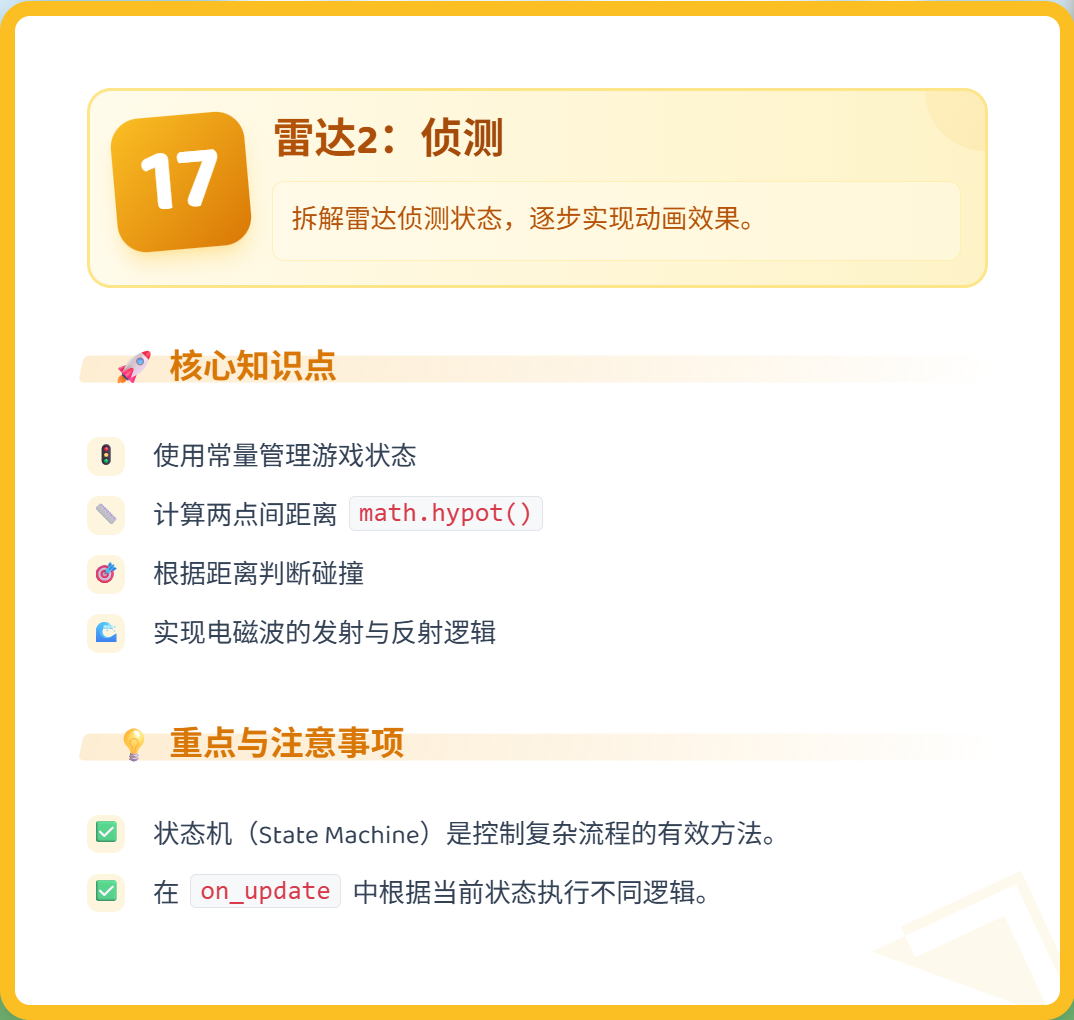 17
雷达2：侦测
拆解雷达侦测状态，逐步实现动画效果。
核心知识点
使用常量管理游戏状态
计算两点间距离 math.hypot()
根据距离判断碰撞
实现电磁波的发射与反射逻辑
重点与注意事项
状态机（State Machine）是控制复杂流程的有效方法。
在 on_update 中根据当前状态执行不同逻辑。